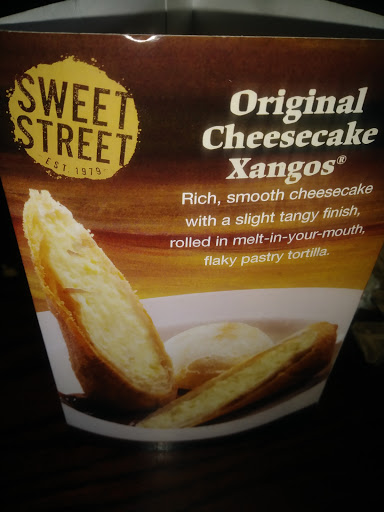 SWEET
STREET
EST. 1979
Original
Cheesecake
Xangos®
Rich, smooth cheesecake
with a slight tangy finish,
rolled in melt-in-your-mouth,
flaky pastry tortilla.